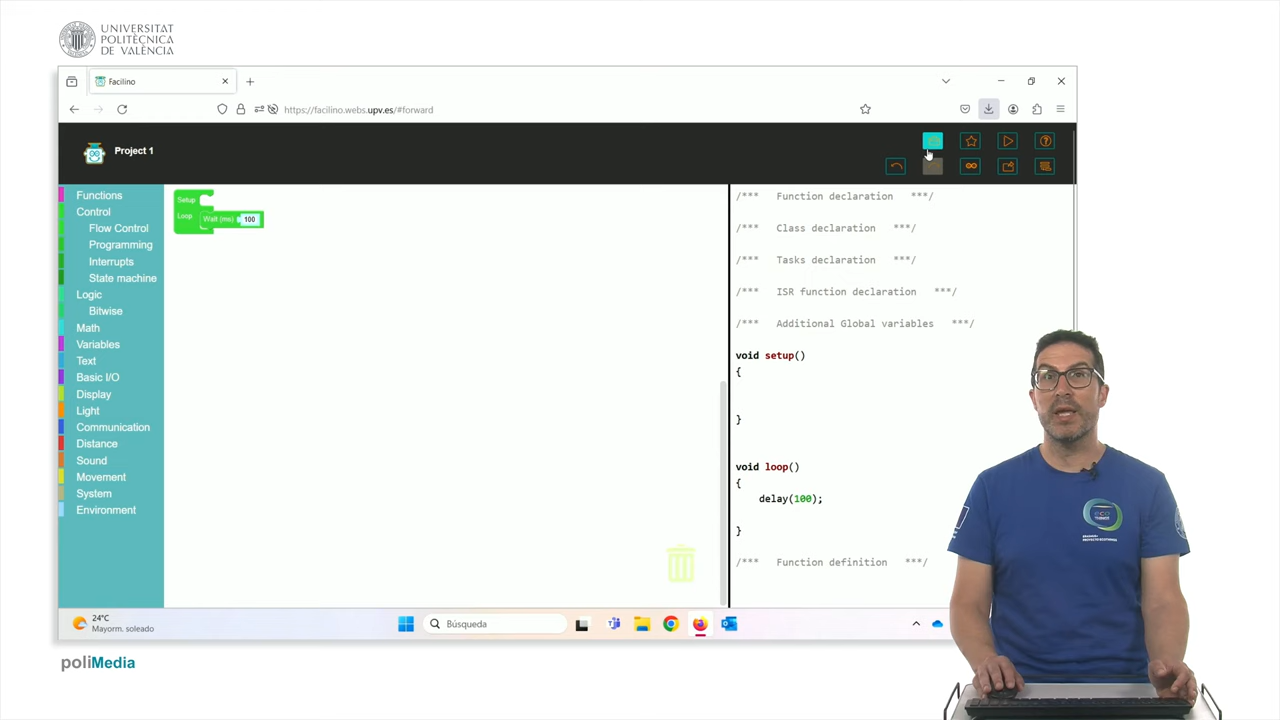 UNIVERSITAT
POLITÈCNICA
DE VALÈNCIA
Facilino
https://facilino.webs.upv.es/#forward
Project 1
Functions
Control
Flow Control
Programming
Interrupts
State machine
Logic
Bitwise
Math
Variables
Text
Basic I/O
Display
Light
Communication
Distance
Sound
Movement
System
Environment
Setup
Loop
Wait (ms)
100
/*** Function declaration ***/
/*** Class declaration ***/
/*** Tasks declaration ***/
/*** ISR function declaration ***/
/*** Additional Global variables ***/
void setup()
{
}
void loop()
{
delay(100);
}
/*** Function definition ***/
eco
THINGT
24°C
Mayorm. soleado
Búsqueda
poliMedia